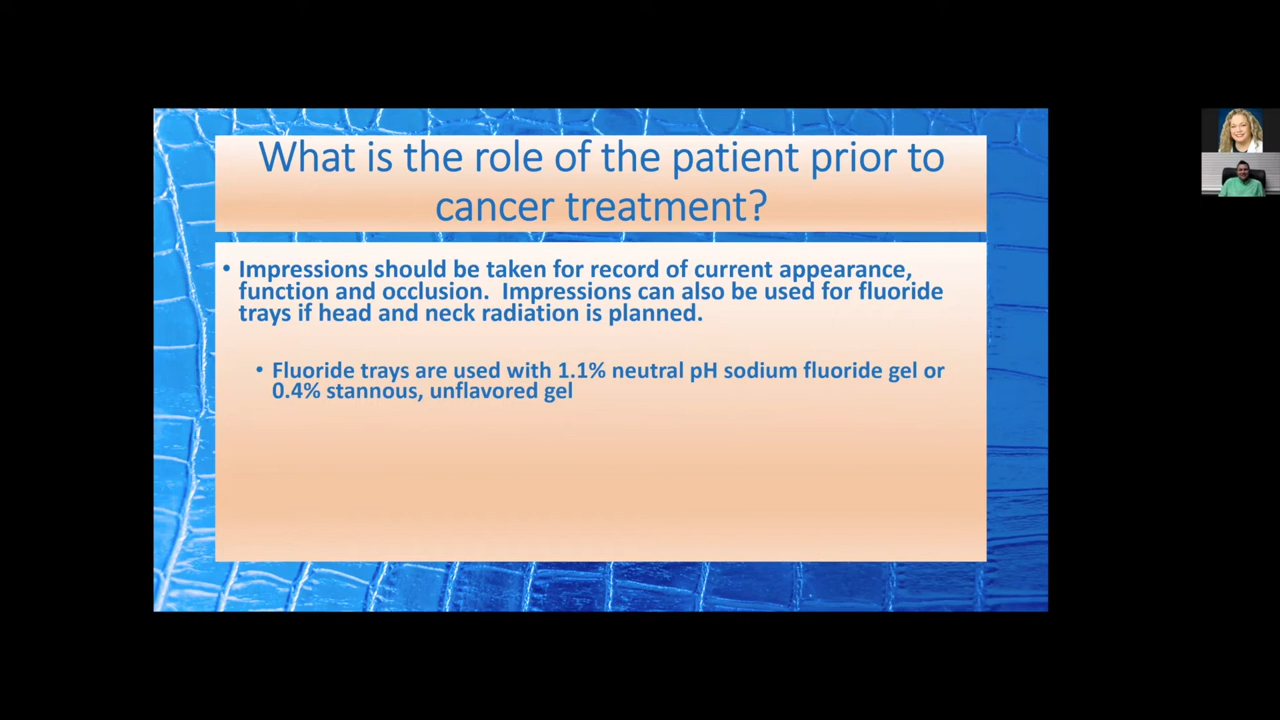 What is the role of the patient prior to
cancer treatment?
• Impressions should be taken for record of current appearance,
function and occlusion.  Impressions can also be used for fluoride
trays if head and neck radiation is planned.
• Fluoride trays are used with 1.1% neutral pH sodium fluoride gel or
0.4% stannous, unflavored gel